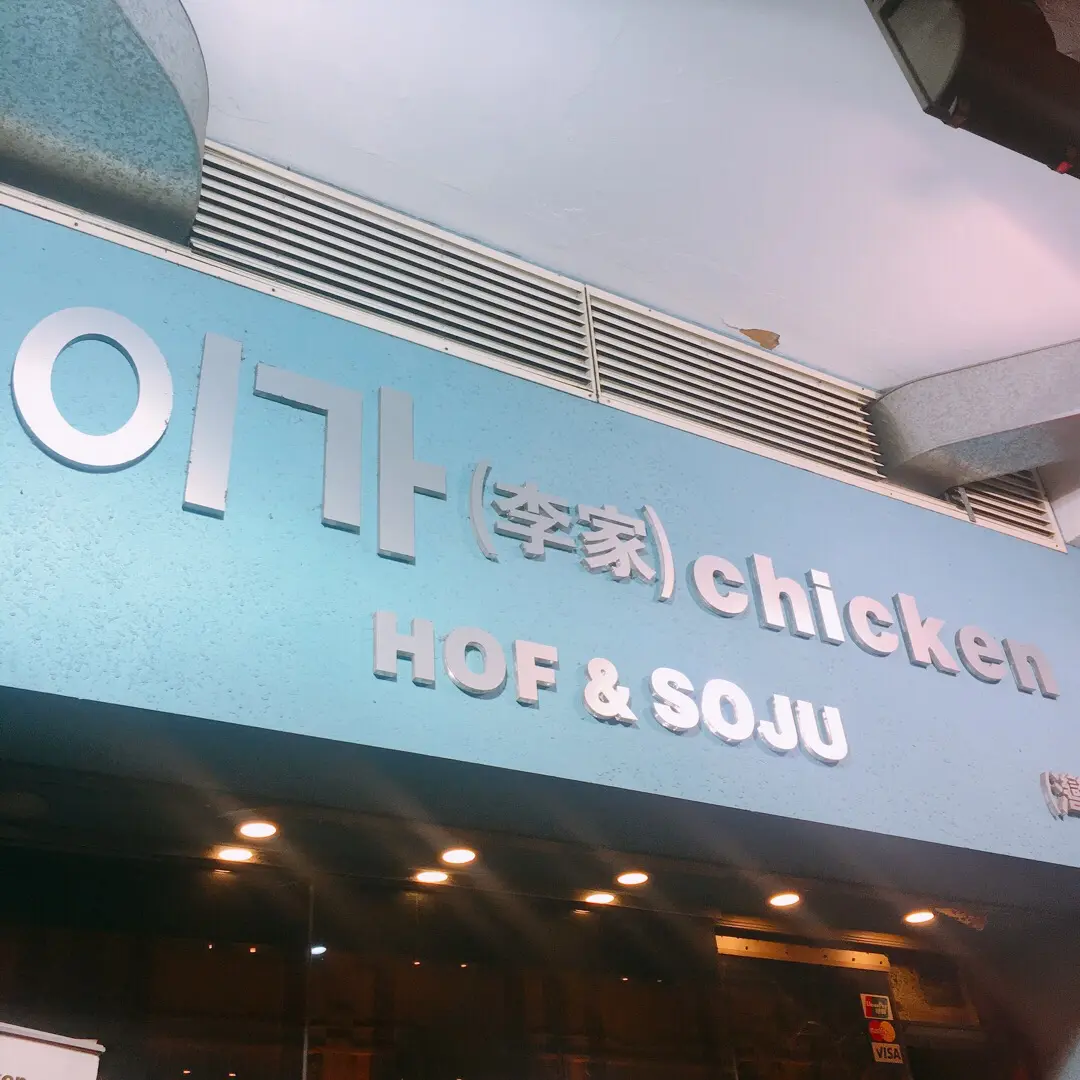 이가(李家)chicken
HOF & SOJU
VISA